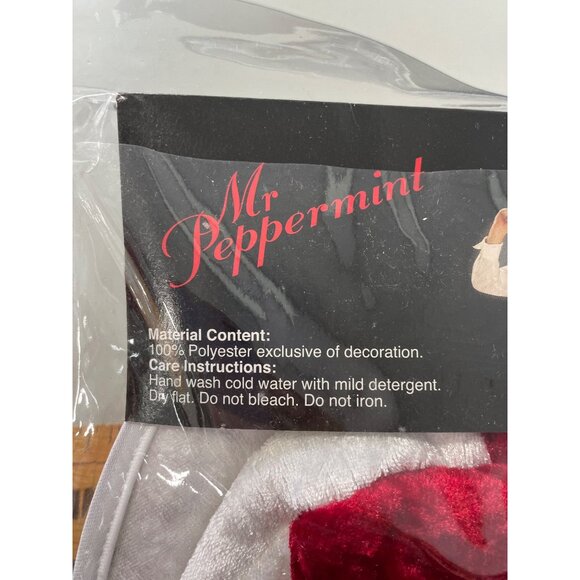 Mr
Peppermint
Material Content:
100% Polyester exclusive of decoration.
Care Instructions:
Hand wash cold water with mild detergent.
Dry flat. Do not bleach. Do not iron.